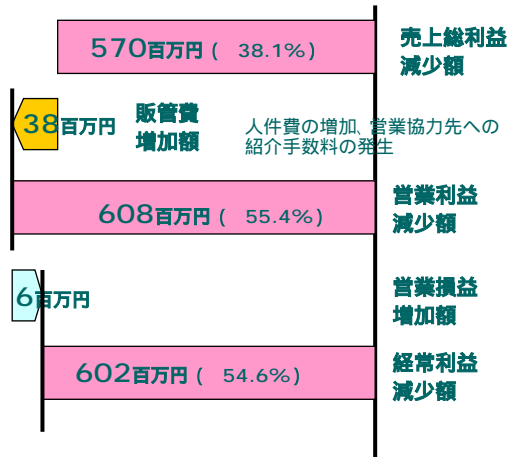 570百万円 ( 38.1%)
売上総利益
減少額
38百万円
販管費
増加額
人件費の増加、営業協力先への
紹介手数料の発生
608百万円 ( 55.4%)
営業利益
減少額
6百万円
営業損益
増加額
602百万円 ( 54.6%)
経常利益
減少額